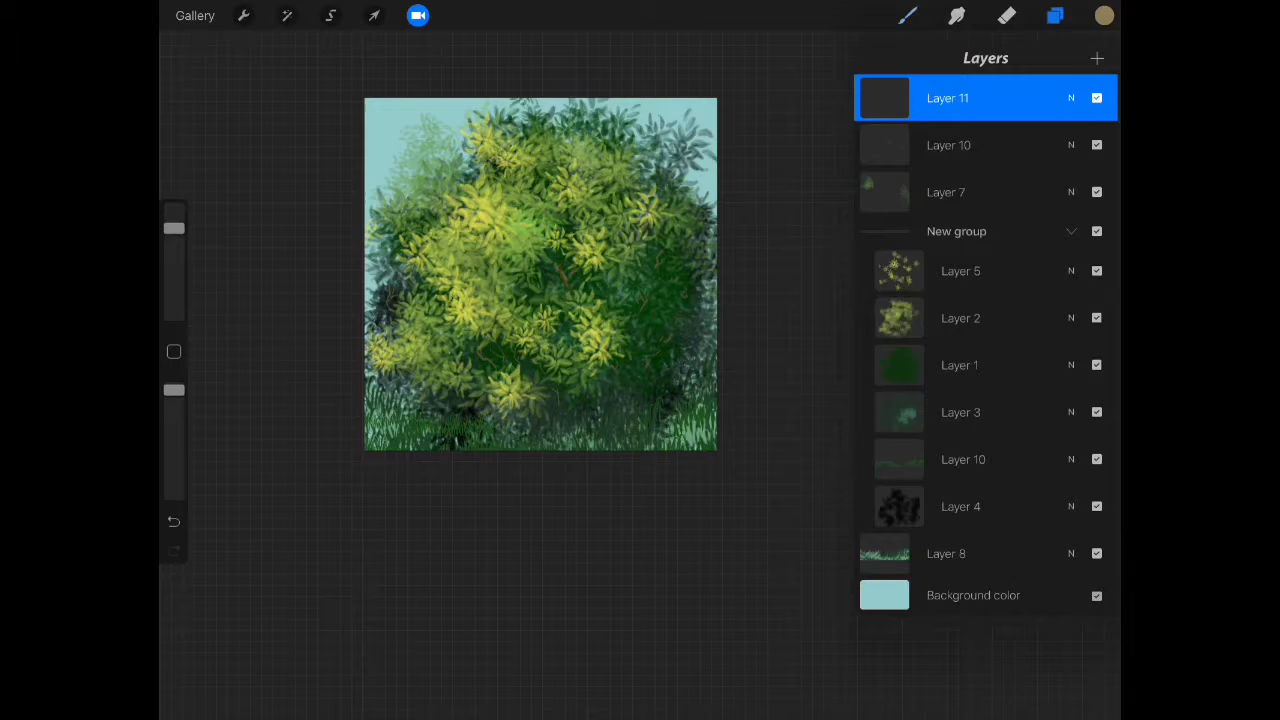 Gallery
Layers
Layer 11 N
Layer 10 N
Layer 7 N
New group
Layer 5 N
Layer 2 N
Layer 1 N
Layer 3 N
Layer 10 N
Layer 4 N
Layer 8 N
Background color